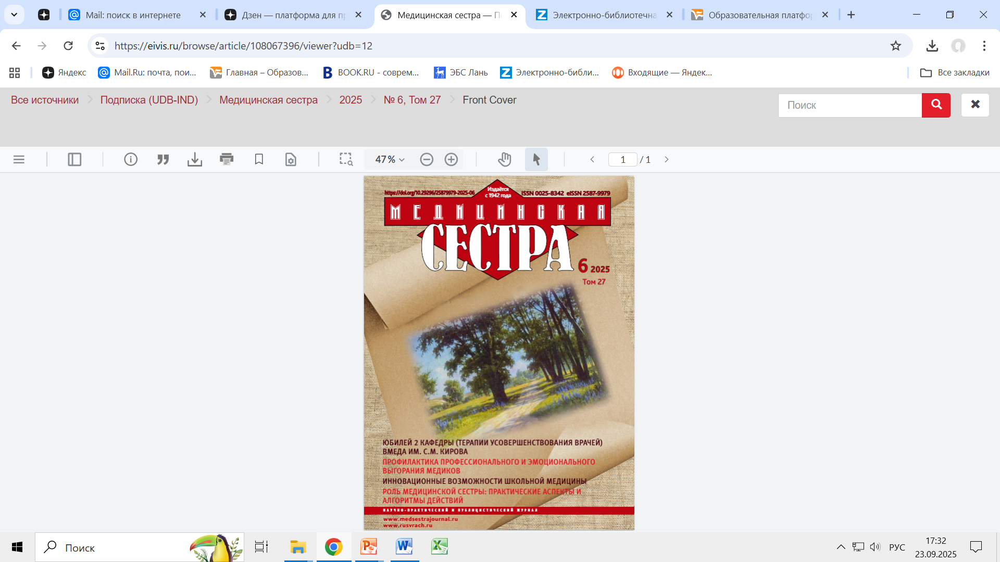 Mail: поиск в интернете
Дзен — платформа для пр
Медицинская сестра — П
Электронно-библиотечна
Образовательная платфор
https://eivis.ru/browse/article/108067396/viewer?udb=12
Яндекс
Mail.Ru: почта, пои...
Главная – Образов...
BOOK.RU - соврем...
ЭБС Лань
Электронно-библи...
Входящие — Яндек...
Все закладки
Все источники
Подписка (UDB-IND)
Медицинская сестра
2025
№ 6, Том 27
Front Cover
Поиск
47%
1 / 1
https://doi.org/10.29296/25879979-2025-06
Издаётся
с 1942 года
ISSN 0025-8342 eISSN 2587-9979
МЕДИЦИНСКАЯ
СЕСТРА
6 2025
Том 27
ЮБИЛЕЙ 2 КАФЕДРЫ (ТЕРАПИИ УСОВЕРШЕНСТВОВАНИЯ ВРАЧЕЙ)
ВМЕДА ИМ. С.М. КИРОВА
ПРОФИЛАКТИКА ПРОФЕССИОНАЛЬНОГО И ЭМОЦИОНАЛЬНОГО
ВЫГОРАНИЯ МЕДИКОВ
ИННОВАЦИОННЫЕ ВОЗМОЖНОСТИ ШКОЛЬНОЙ МЕДИЦИНЫ
РОЛЬ МЕДИЦИНСКОЙ СЕСТРЫ: ПРАКТИЧЕСКИЕ АСПЕКТЫ И
АЛГОРИТМЫ ДЕЙСТВИЙ
НАУЧНО-ПРАКТИЧЕСКИЙ И ПУБЛИЦИСТИЧЕСКИЙ ЖУРНАЛ
www.medsestrajournal.ru
www.rusvrach.ru
Поиск
РУС
17:32
23.09.2025